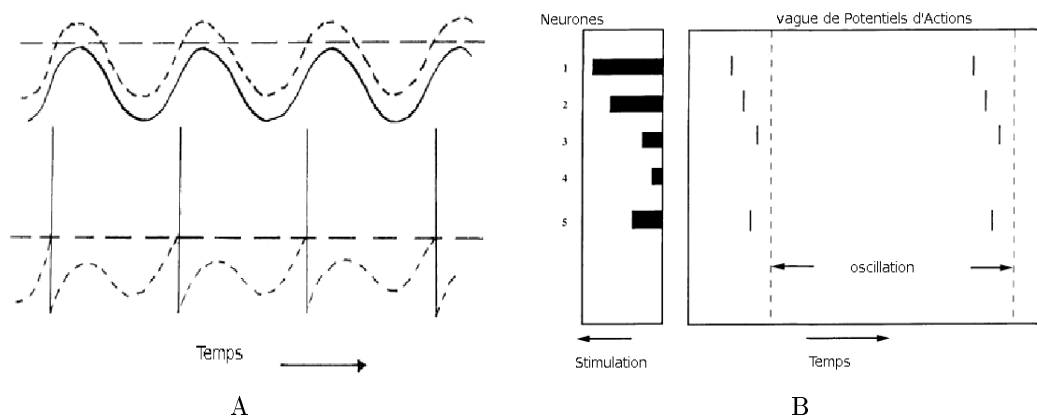 Neurones
vague de Potentiels d'Actions
1
2
3
4
5
oscillation
Temps
Stimulation
Temps
A
B